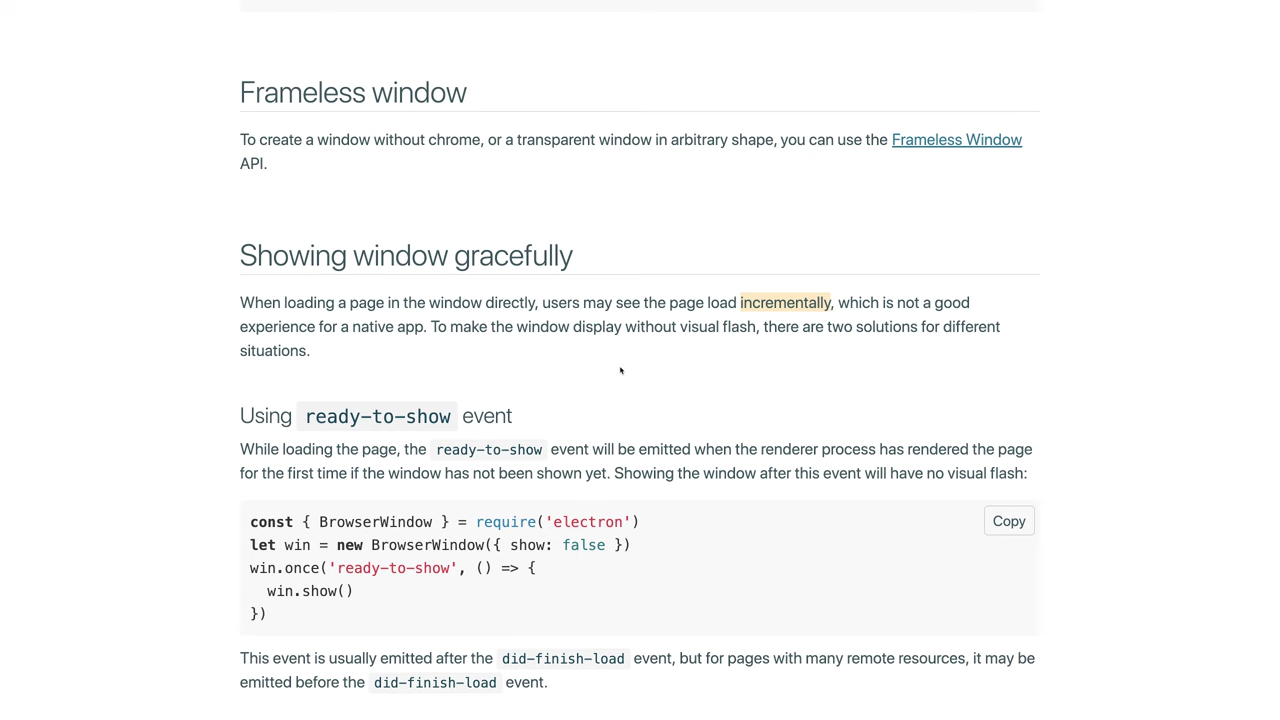 Frameless window
To create a window without chrome, or a transparent window in arbitrary shape, you can use the Frameless Window
API.
Showing window gracefully
When loading a page in the window directly, users may see the page load incrementally, which is not a good
experience for a native app. To make the window display without visual flash, there are two solutions for different
situations.
Using ready-to-show event
While loading the page, the ready-to-show event will be emitted when the renderer process has rendered the page
for the first time if the window has not been shown yet. Showing the window after this event will have no visual flash:
const { BrowserWindow } = require('electron')
Copy
let win = new BrowserWindow({ show: false })
win.once('ready-to-show', () => {
  win.show()
})
This event is usually emitted after the did-finish-load event, but for pages with many remote resources, it may be
emitted before the did-finish-load event.